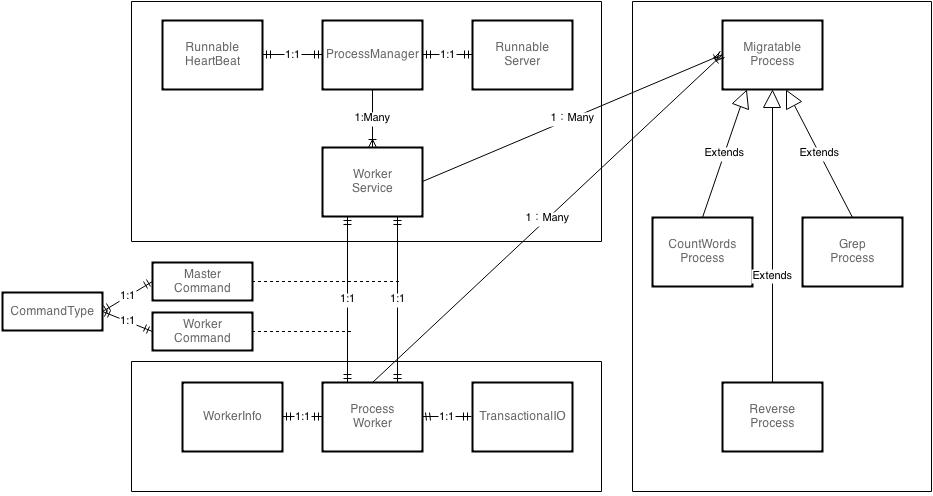 Runnable
HeartBeat
1:1
ProcessManager
1:1
Runnable
Server
Migratable
Process
1:Many
1 : Many
Worker
Service
Extends
Extends
1 : Many
CountWords
Process
Grep
Process
Extends
Master
Command
CommandType
1:1
1:1
1:1
1:1
Worker
Command
WorkerInfo
1:1
Process
Worker
1:1
TransactionalIO
Reverse
Process